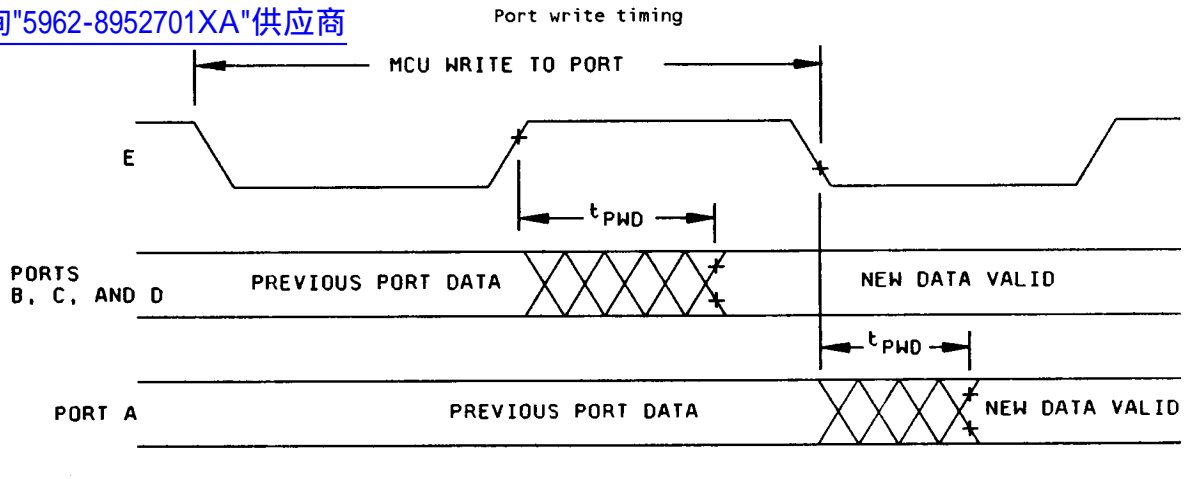 询"5962-8952701XA"供应商
Port write timing
MCU WRITE TO PORT
E
tPWD
PORTS
B, C, AND D
PREVIOUS PORT DATA
NEW DATA VALID
tPWD
PORT A
PREVIOUS PORT DATA
NEW DATA VALID